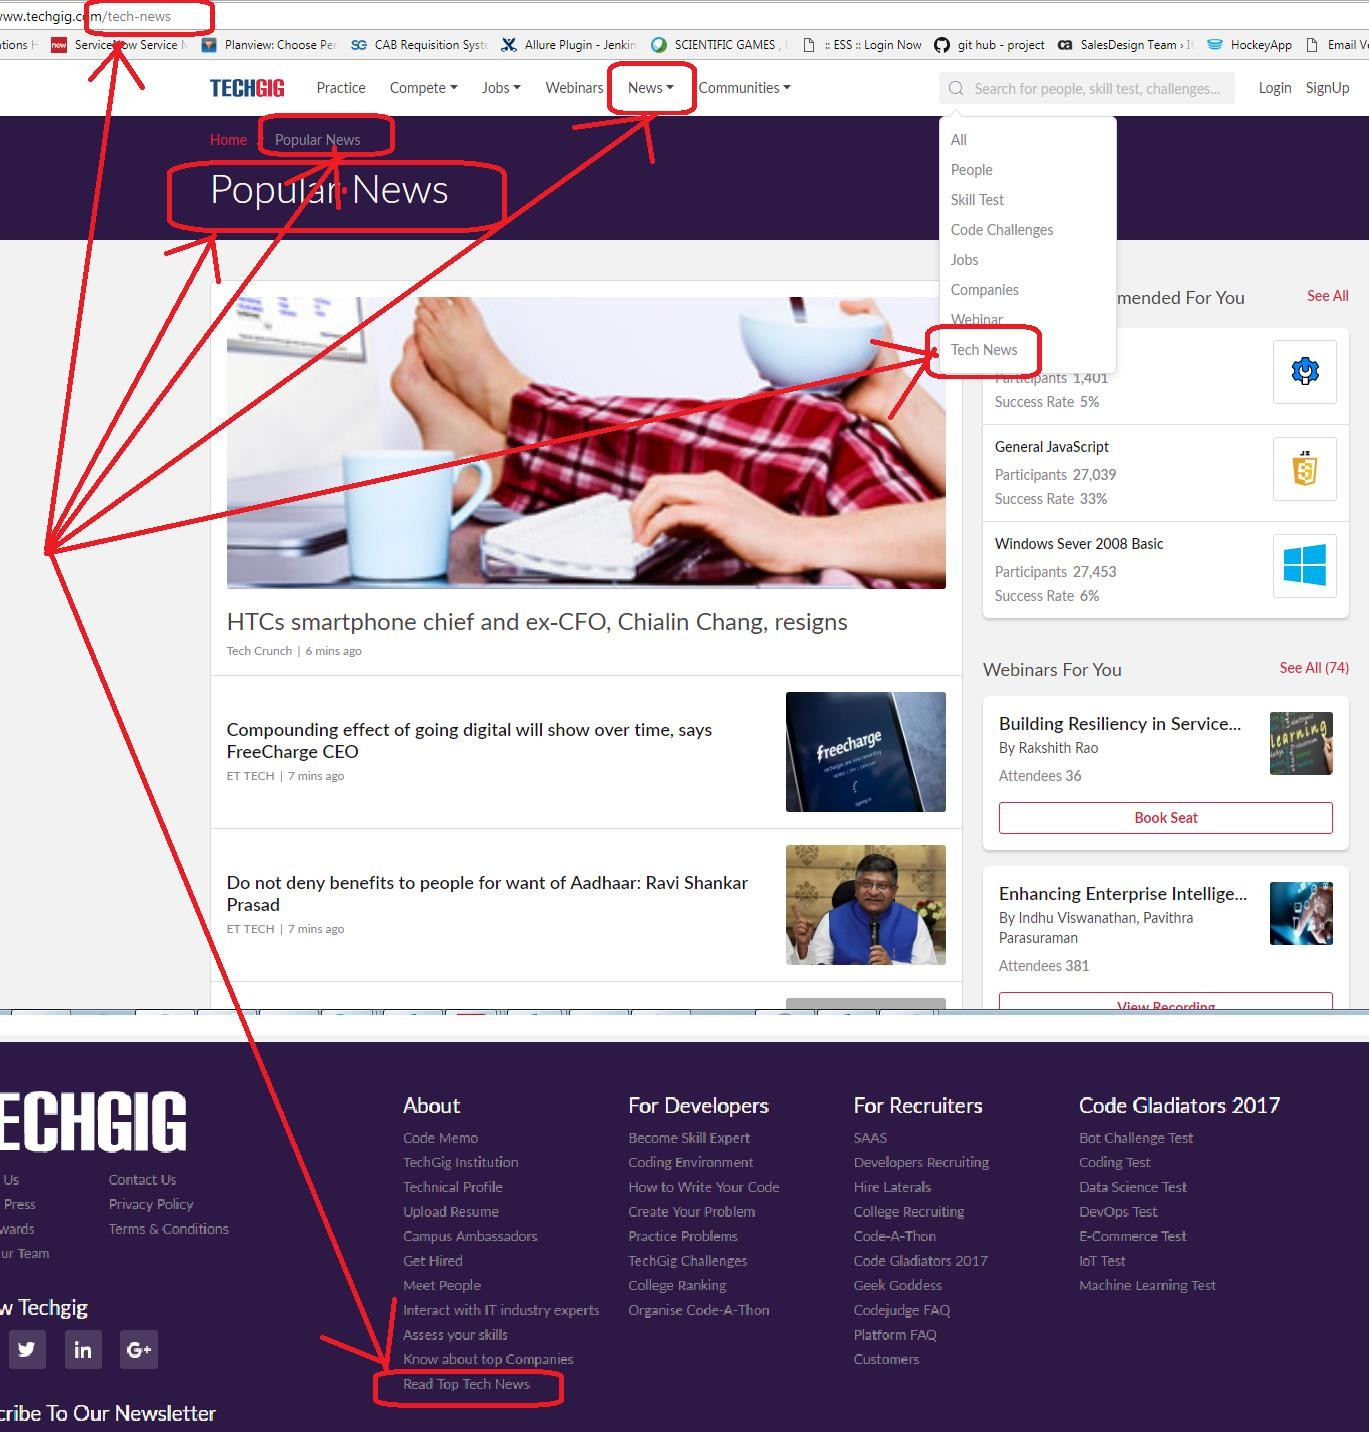 www.techgig.com/tech-news
ations H
now ServiceNow Service M
Planview: Choose Per
SG CAB Requisition Syste
Allure Plugin - Jenkin
SCIENTIFIC GAMES , L
:: ESS :: Login Now
git hub - project
ca SalesDesign Team › It
HockeyApp
Email Ve
TECHGIG Practice Compete Jobs Webinars News Communities Search for people, skill test, challenges... Login SignUp
Home Popular News
Popular News
All
People
Skill Test
Code Challenges
Jobs
Companies
Webinar
Tech News
HTCs smartphone chief and ex-CFO, Chialin Chang, resigns
Tech Crunch | 6 mins ago
Compounding effect of going digital will show over time, says
FreeCharge CEO
ET TECH | 7 mins ago
freecharge
Do not deny benefits to people for want of Aadhaar: Ravi Shankar
Prasad
ET TECH | 7 mins ago
mended For You See All
Participants 1,401
Success Rate 5%
General JavaScript
Participants 27,039
Success Rate 33%
JS
Windows Sever 2008 Basic
Participants 27,453
Success Rate 6%
Webinars For You See All (74)
Building Resiliency in Service...
By Rakshith Rao
Attendees 36
learning
Book Seat
Enhancing Enterprise Intellige...
By Indhu Viswanathan, Pavithra
Parasuraman
Attendees 381
View Recording
TECHGIG
Us
Press
wards
ur Team
Contact Us
Privacy Policy
Terms & Conditions
w Techgig
in
G+
cribe To Our Newsletter
About
Code Memo
TechGig Institution
Technical Profile
Upload Resume
Campus Ambassadors
Get Hired
Meet People
Interact with IT industry experts
Assess your skills
Know about top Companies
Read Top Tech News
For Developers
Become Skill Expert
Coding Environment
How to Write Your Code
Create Your Problem
Practice Problems
TechGig Challenges
College Ranking
Organise Code-A-Thon
For Recruiters
SAAS
Developers Recruiting
Hire Laterals
College Recruiting
Code-A-Thon
Code Gladiators 2017
Geek Goddess
Codejudge FAQ
Platform FAQ
Customers
Code Gladiators 2017
Bot Challenge Test
Coding Test
Data Science Test
DevOps Test
E-Commerce Test
IoT Test
Machine Learning Test